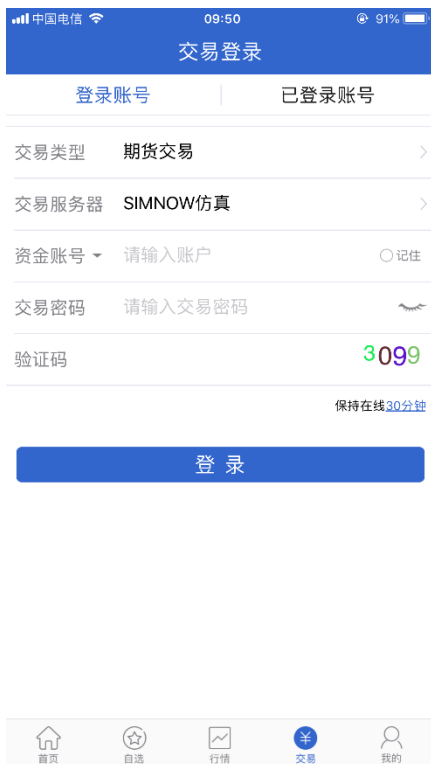 中国电信 09:50 91%
交易登录
登录账号 已登录账号
交易类型 期货交易
交易服务器 SIMNOW仿真
资金账号 请输入账户 记住
交易密码 请输入交易密码
验证码 3099
保持在线30分钟
登 录
首页 自选 行情 交易 我的